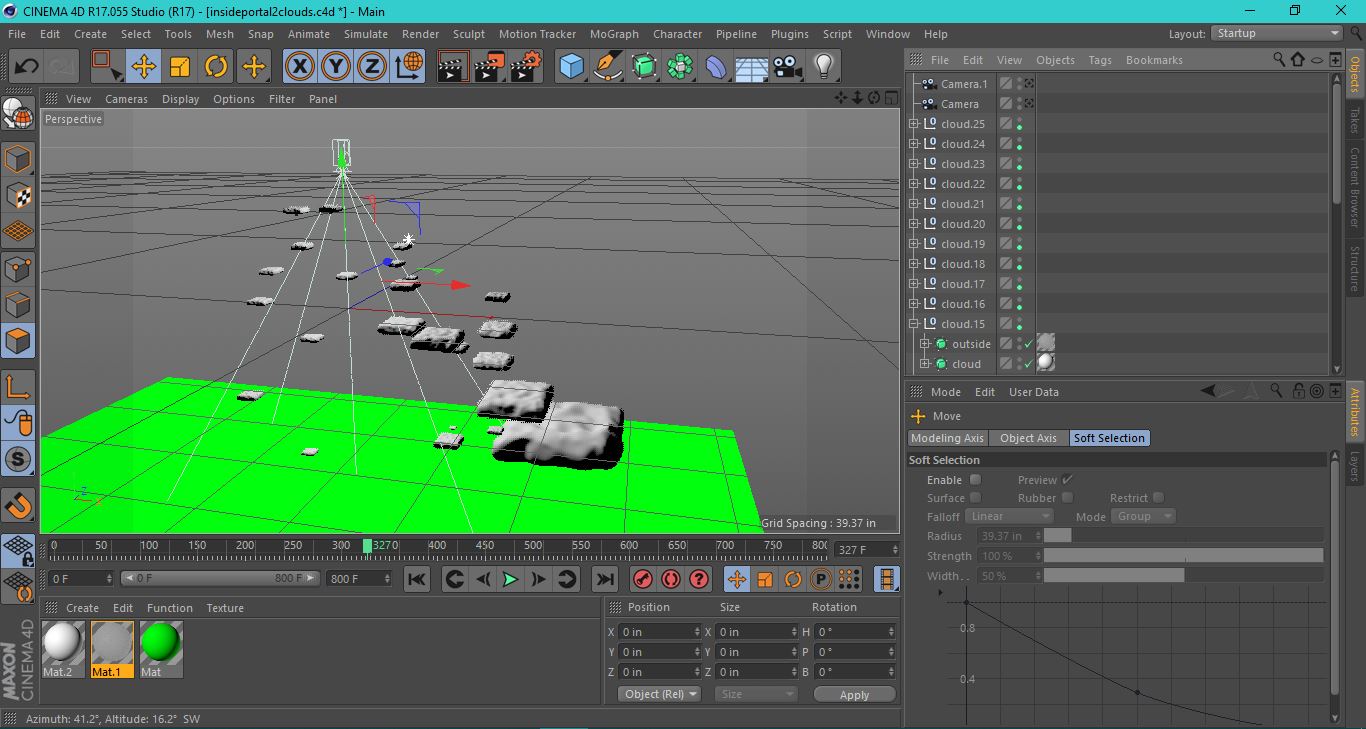 CINEMA 4D R17.055 Studio (R17) - [insideportal2clouds.c4d *] - Main
File Edit Create Select Tools Mesh Snap Animate Simulate Render Sculpt Motion Tracker MoGraph Character Pipeline Plugins Script Window Help Layout: Startup
X Y Z
File Edit View Objects Tags Bookmarks
View Cameras Display Options Filter Panel
Perspective
Camera.1
Camera
cloud.25
cloud.24
cloud.23
cloud.22
cloud.21
cloud.20
cloud.19
cloud.18
cloud.17
cloud.16
cloud.15
outside
cloud
Objects
Takes
Content Browser
Structure
Mode Edit User Data
Move
Modeling Axis Object Axis Soft Selection
Soft Selection
Enable Preview
Surface Rubber Restrict
Falloff Linear Mode Group
Radius 39.37 in
Strength 100 %
Width.. 50 %
0.8
0.4
Attributes
Layers
Grid Spacing : 39.37 in
0 50 100 150 200 250 300 3270 400 450 500 550 600 650 700 750 80( 327 F
0 F 0 F 800 F 800 F
Create Edit Function Texture
Mat.2 Mat.1 Mat
Position Size Rotation
X 0 in X 0 in H 0 °
Y 0 in Y 0 in P 0 °
Z 0 in Z 0 in B 0 °
Object (Rel) Size Apply
MAXON
CINEMA 4D
Azimuth: 41.2°, Altitude: 16.2° SW